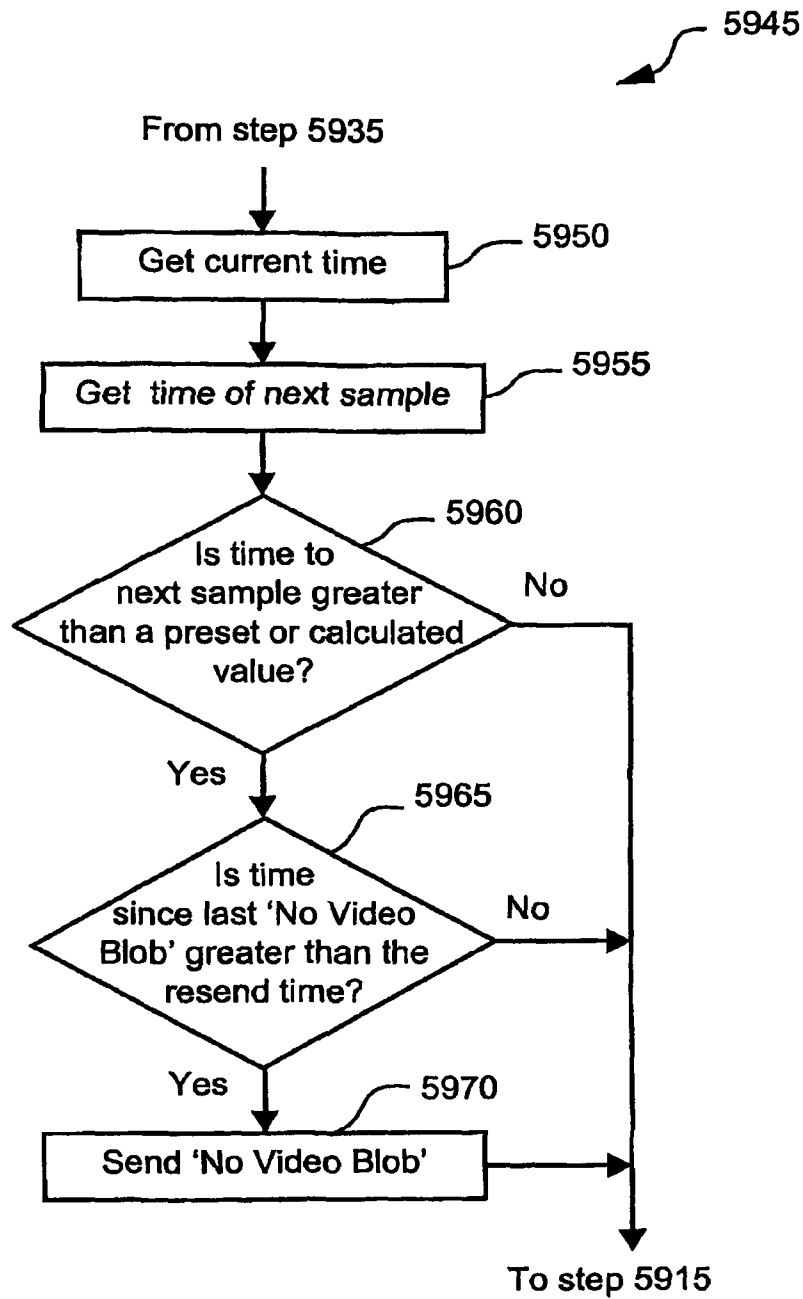 5945
From step 5935
Get current time
5950
Get time of next sample
5955
5960
Is time to
next sample greater
than a preset or calculated
value?
No
Yes
5965
Is time
since last ‘No Video
Blob’ greater than the
resend time?
No
Yes
5970
Send ‘No Video Blob’
To step 5915